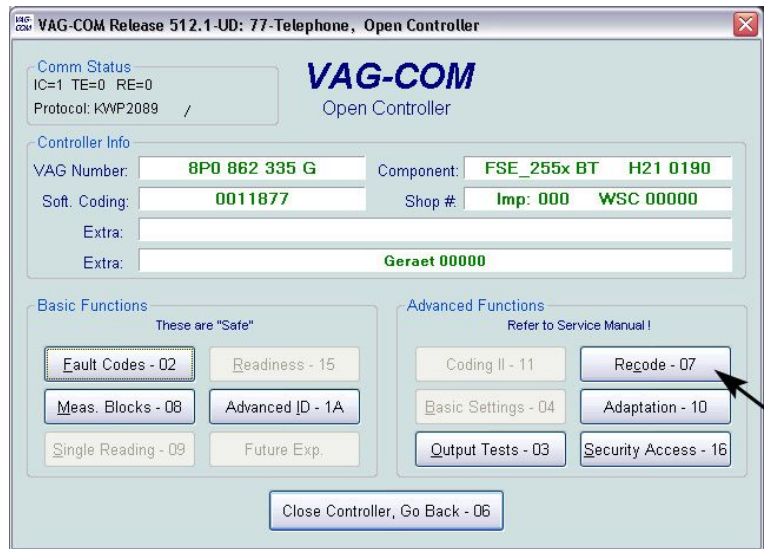 VAG-COM Release 512.1-UD: 77-Telephone, Open Controller
Comm Status
IC=1 TE=0 RE=0
Protocol: KWP2089 /
VAG-COM
Open Controller
Controller Info
VAG Number: 8P0 862 335 G Component: FSE_255x BT H21 0190
Soft. Coding: 0011877 Shop #: Imp: 000 WSC 00000
Extra:
Extra: Geraet 00000
Basic Functions
These are "Safe"
Fault Codes - 02 Readiness - 15
Meas. Blocks - 08 Advanced ID - 1A
Single Reading - 09 Future Exp.
Advanced Functions
Refer to Service Manual !
Coding II - 11 Recode - 07
Basic Settings - 04 Adaptation - 10
Output Tests - 03 Security Access - 16
Close Controller, Go Back - 06